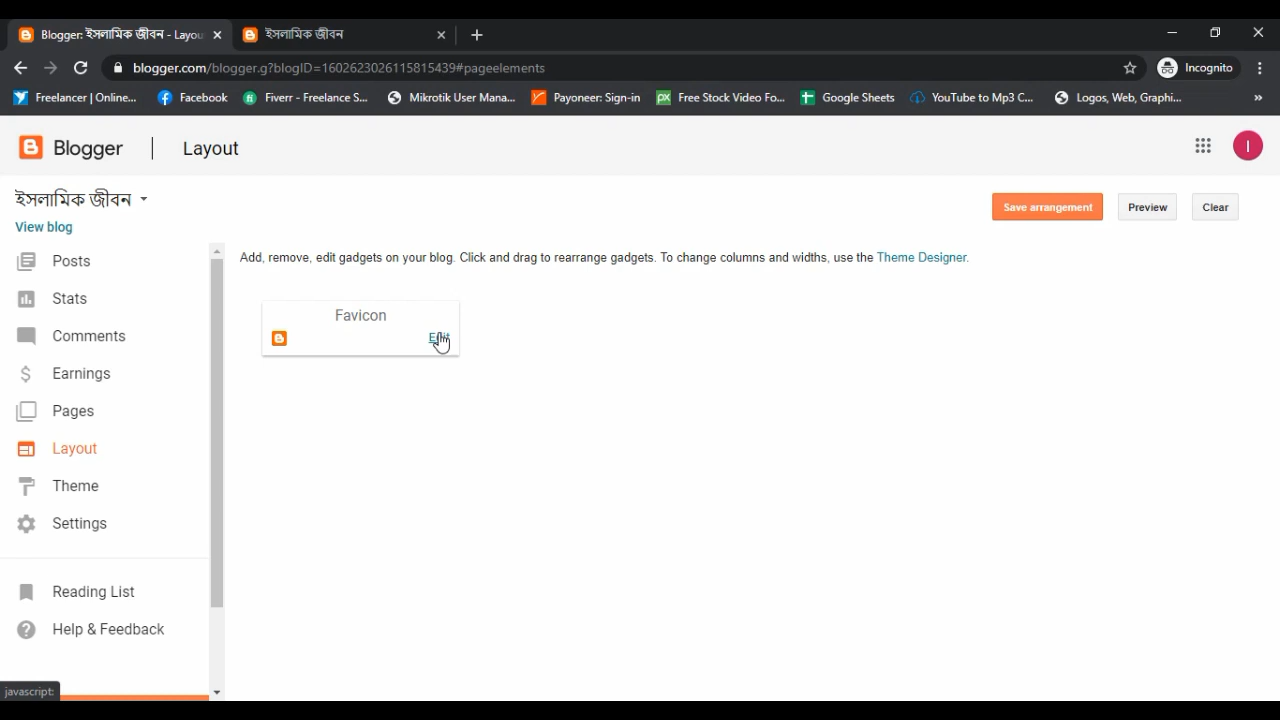 Blogger: ইসলামিক জীবন - Layou
ইসলামিক জীবন
blogger.com/blogger.g?blogID=1602623026115815439#pageelements
Incognito
Freelancer | Online...
Facebook
Fiverr - Freelance S...
Mikrotik User Mana...
Payoneer: Sign-in
Free Stock Video Fo...
Google Sheets
YouTube to Mp3 C...
Logos, Web, Graphi...
»
Blogger | Layout
I
ইসলামিক জীবন
Save arrangement
Preview
Clear
View blog
Add, remove, edit gadgets on your blog. Click and drag to rearrange gadgets. To change columns and widths, use the Theme Designer.
Posts
Stats
Comments
Earnings
Pages
Layout
Theme
Settings
Reading List
Help & Feedback
Favicon
Edit
javascript: